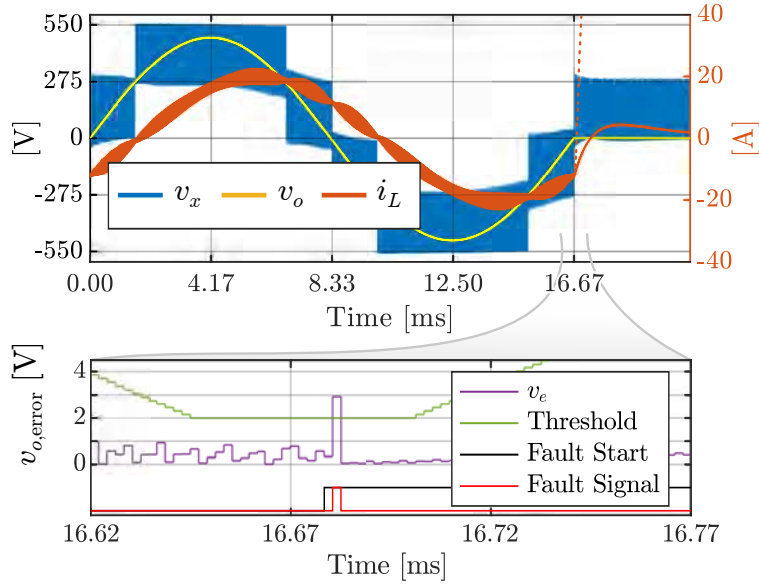 550
275
0
-275
-550
[V]
40
20
0
-20
-40
[A]
v_x v_o i_L
0.00 4.17 8.33 12.50 16.67
Time [ms]
v_{o,error} [V]
4
2
0
v_e
Threshold
Fault Start
Fault Signal
16.62 16.67 16.72 16.77
Time [ms]